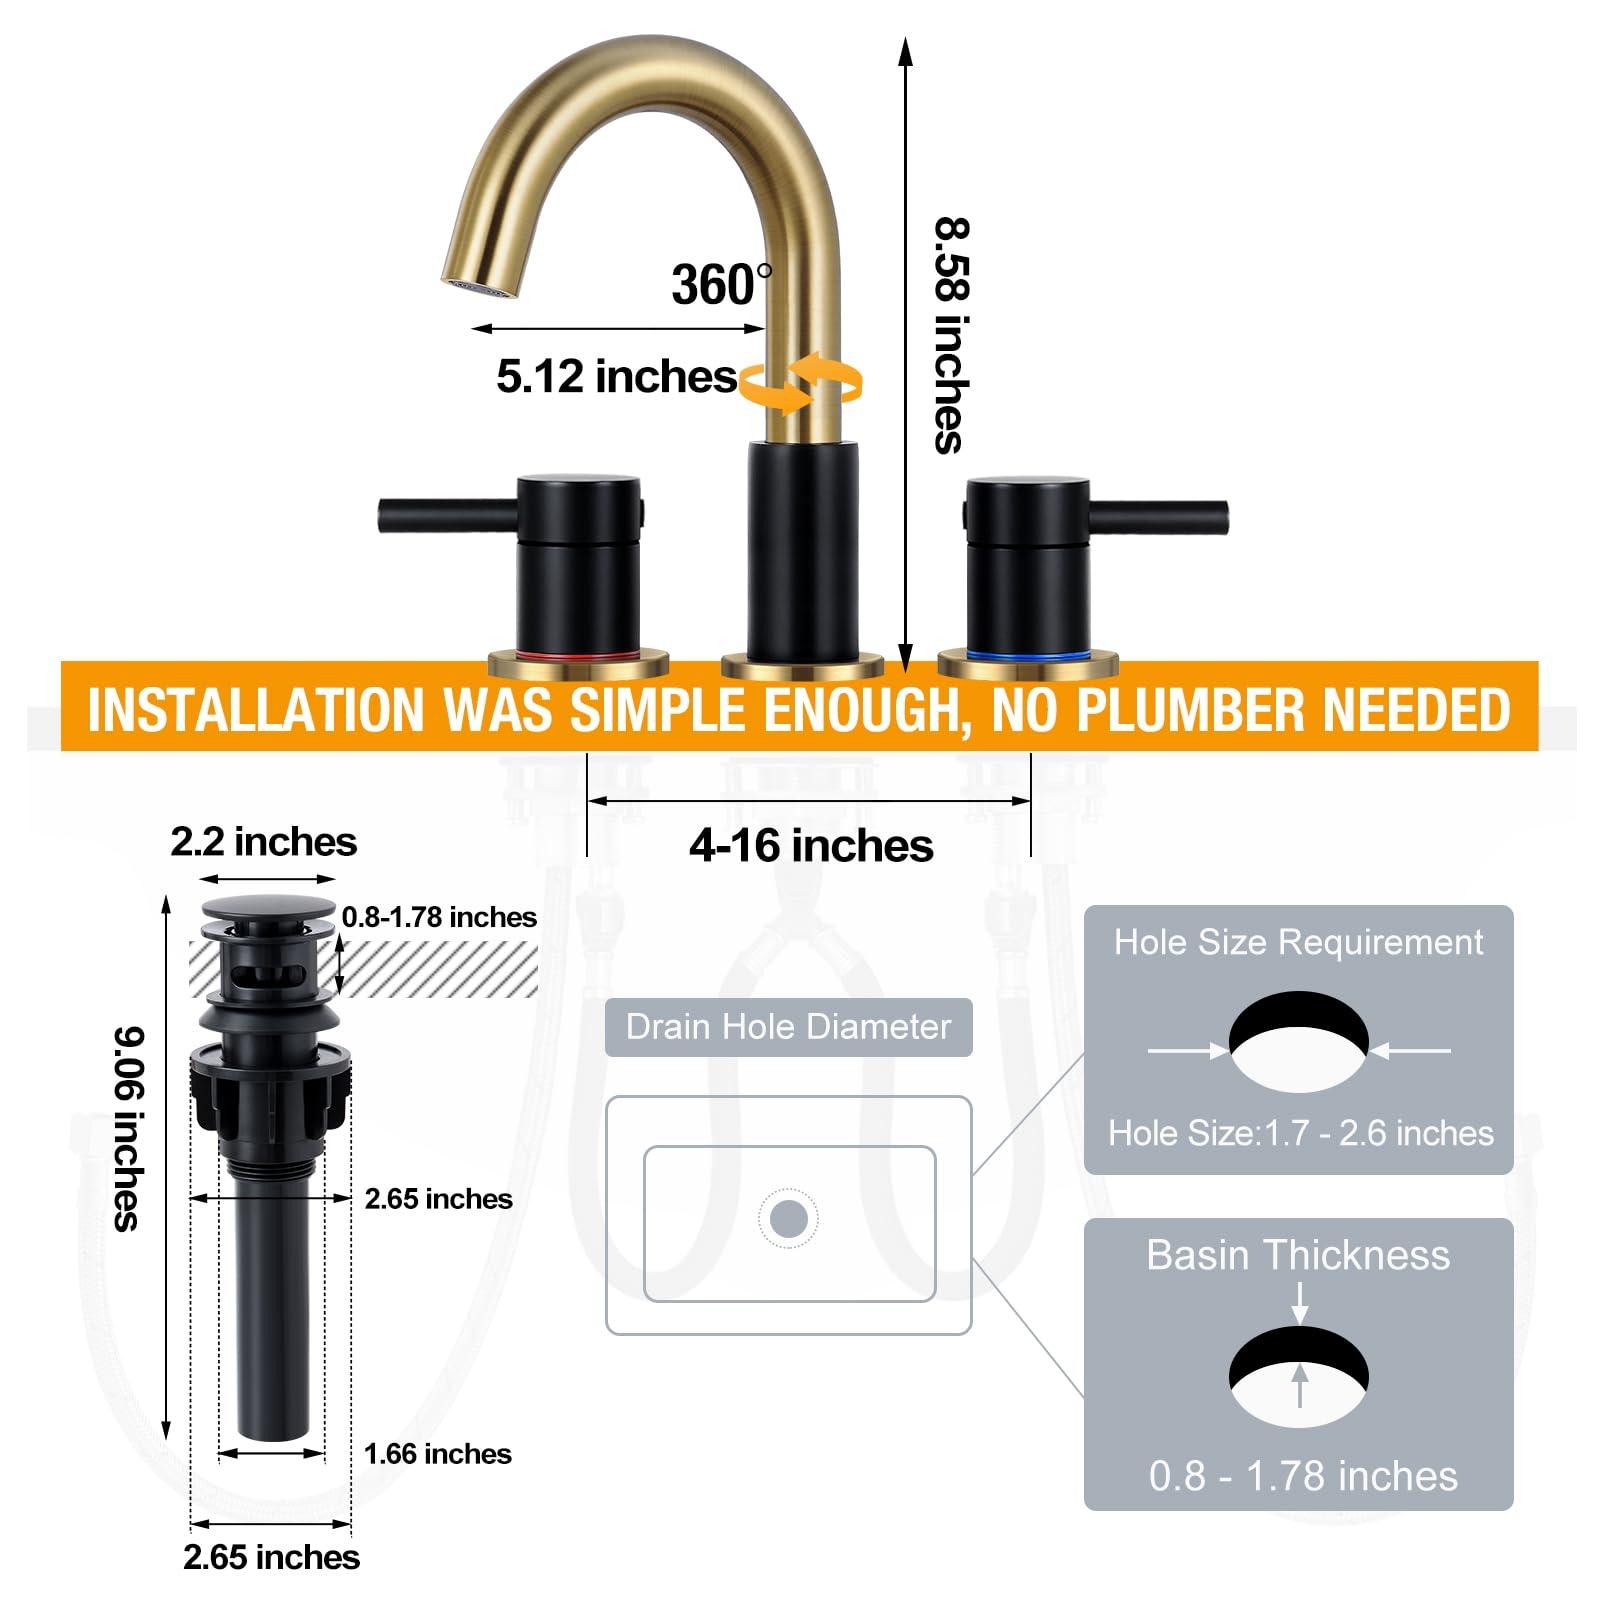 360°
5.12 inches
8.58 inches
INSTALLATION WAS SIMPLE ENOUGH, NO PLUMBER NEEDED
4-16 inches
2.2 inches
0.8-1.78 inches
9.06 inches
2.65 inches
1.66 inches
2.65 inches
Drain Hole Diameter
Hole Size Requirement
Hole Size:1.7 - 2.6 inches
Basin Thickness
0.8 - 1.78 inches